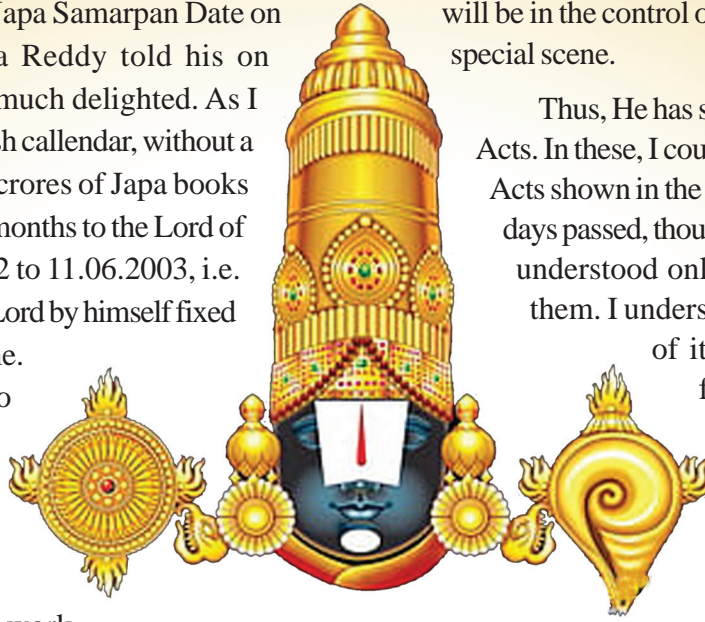 Japa Samarpan Date on
a Reddy told his on
much delighted. As I
sh callendar, without a
crores of Japa books
months to the Lord of
2 to 11.06.2003, i.e.
Lord by himself fixed
e.
o
work
will be in the control o
special scene.
Thus, He has s
Acts. In these, I cou
Acts shown in the
days passed, thou
understood onl
them. I unders
of it
f